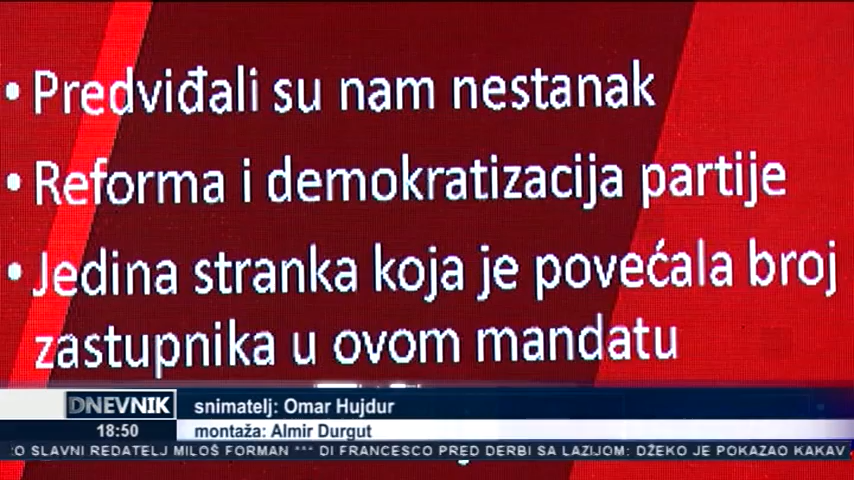 • Predviđali su nam nestanak
• Reforma i demokratizacija partije
• Jedina stranka koja je povećala broj
zastupnika u ovom mandatu
DNEVNIK
snimatelj: Omar Hujdur
18:50
montaža: Almir Durgut
SLAVNI REDATELJ MILOŠ FORMAN *** DI FRANCESCO PRED DERBI SA LAZIJOM: DŽEKO JE POKAZAO KAKAV